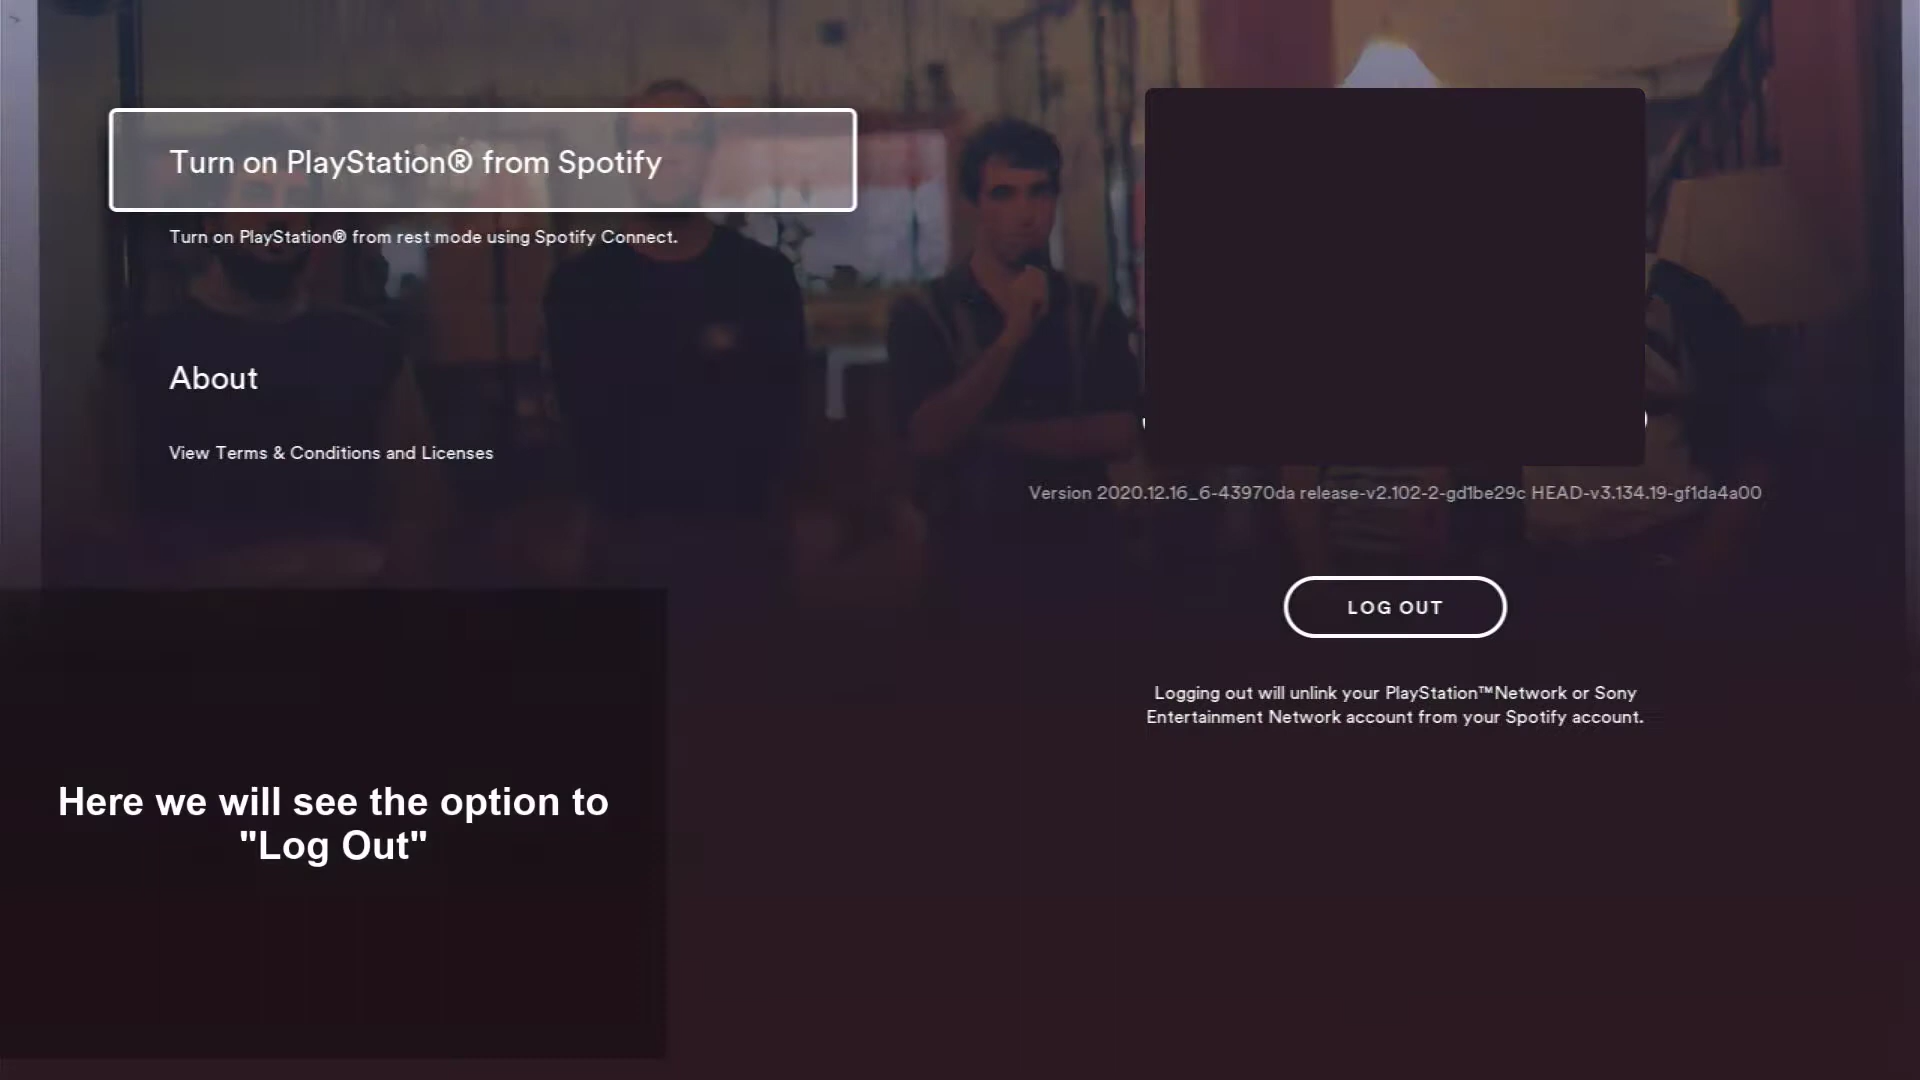 Turn on PlayStation® from Spotify
Turn on PlayStation® from rest mode using Spotify Connect.
About
View Terms & Conditions and Licenses
Version 2020.12.16_6-43970da release-v2.102-2-gd1be29c HEAD-v3.134.19-gf1da4a00
LOG OUT
Logging out will unlink your PlayStation™Network or Sony
Entertainment Network account from your Spotify account.
Here we will see the option to
"Log Out"